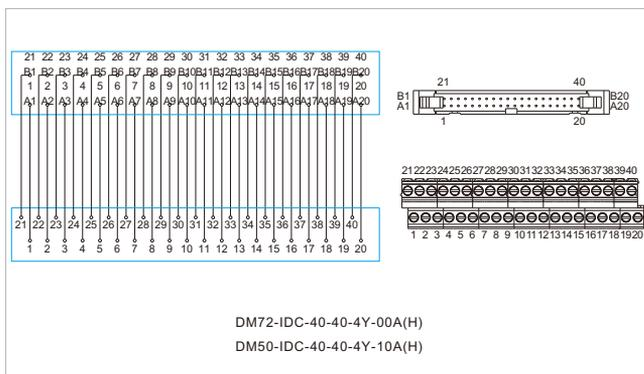 21 22 23 24 25 26 27 28 29 30 31 32 33 34 35 36 37 38 39 40
B1 B2 B3 B4 B5 B6 B7 B8 B9 B10 B11 B12 B13 B14 B15 B16 B17 B18 B19 B20
1 2 3 4 5 6 7 8 9 10 11 12 13 14 15 16 17 18 19 20
A1 A2 A3 A4 A5 A6 A7 A8 A9 A10 A11 A12 A13 A14 A15 A16 A17 A18 A19 A20
21 22 23 24 25 26 27 28 29 30 31 32 33 34 35 36 37 38 39 40
1 2 3 4 5 6 7 8 9 10 11 12 13 14 15 16 17 18 19 20
21 40
B1 B20
A1 A20
1 20
21 22 23 24 25 26 27 28 29 30 31 32 33 34 35 36 37 38 39 40
1 2 3 4 5 6 7 8 9 10 11 12 13 14 15 16 17 18 19 20
DM72-IDC-40-40-4Y-00A(H)
DM50-IDC-40-40-4Y-10A(H)